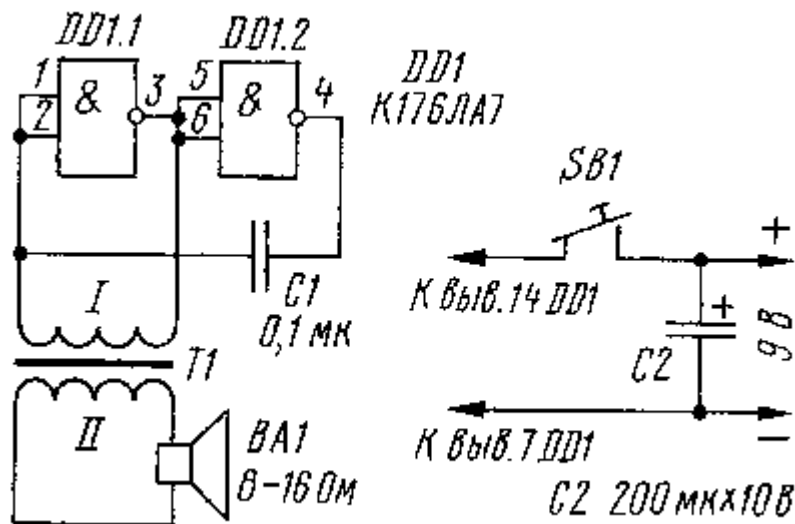 DD1.1
DD1.2
1
2
&
3
5
6
&
4
DD1
К176ЛА7
C1
0,1 мк
I
T1
II
BA1
8-16 Ом
SB1
К выв.14 DD1
+
+
C2
9 В
К выв.7 DD1
–
C2 200 мк×10 В